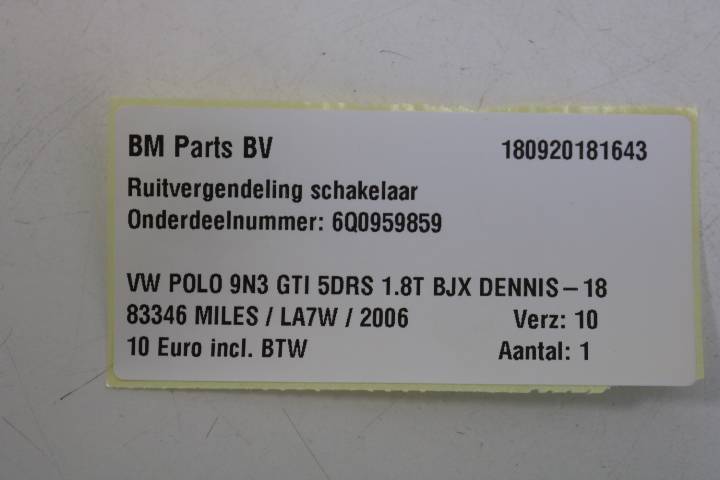 BM Parts BV 180920181643
Ruitvergendeling schakelaar
Onderdeelnummer: 6Q0959859
VW POLO 9N3 GTI 5DRS 1.8T BJX DENNIS-18
83346 MILES / LA7W / 2006 Verz: 10
10 Euro incl. BTW Aantal: 1